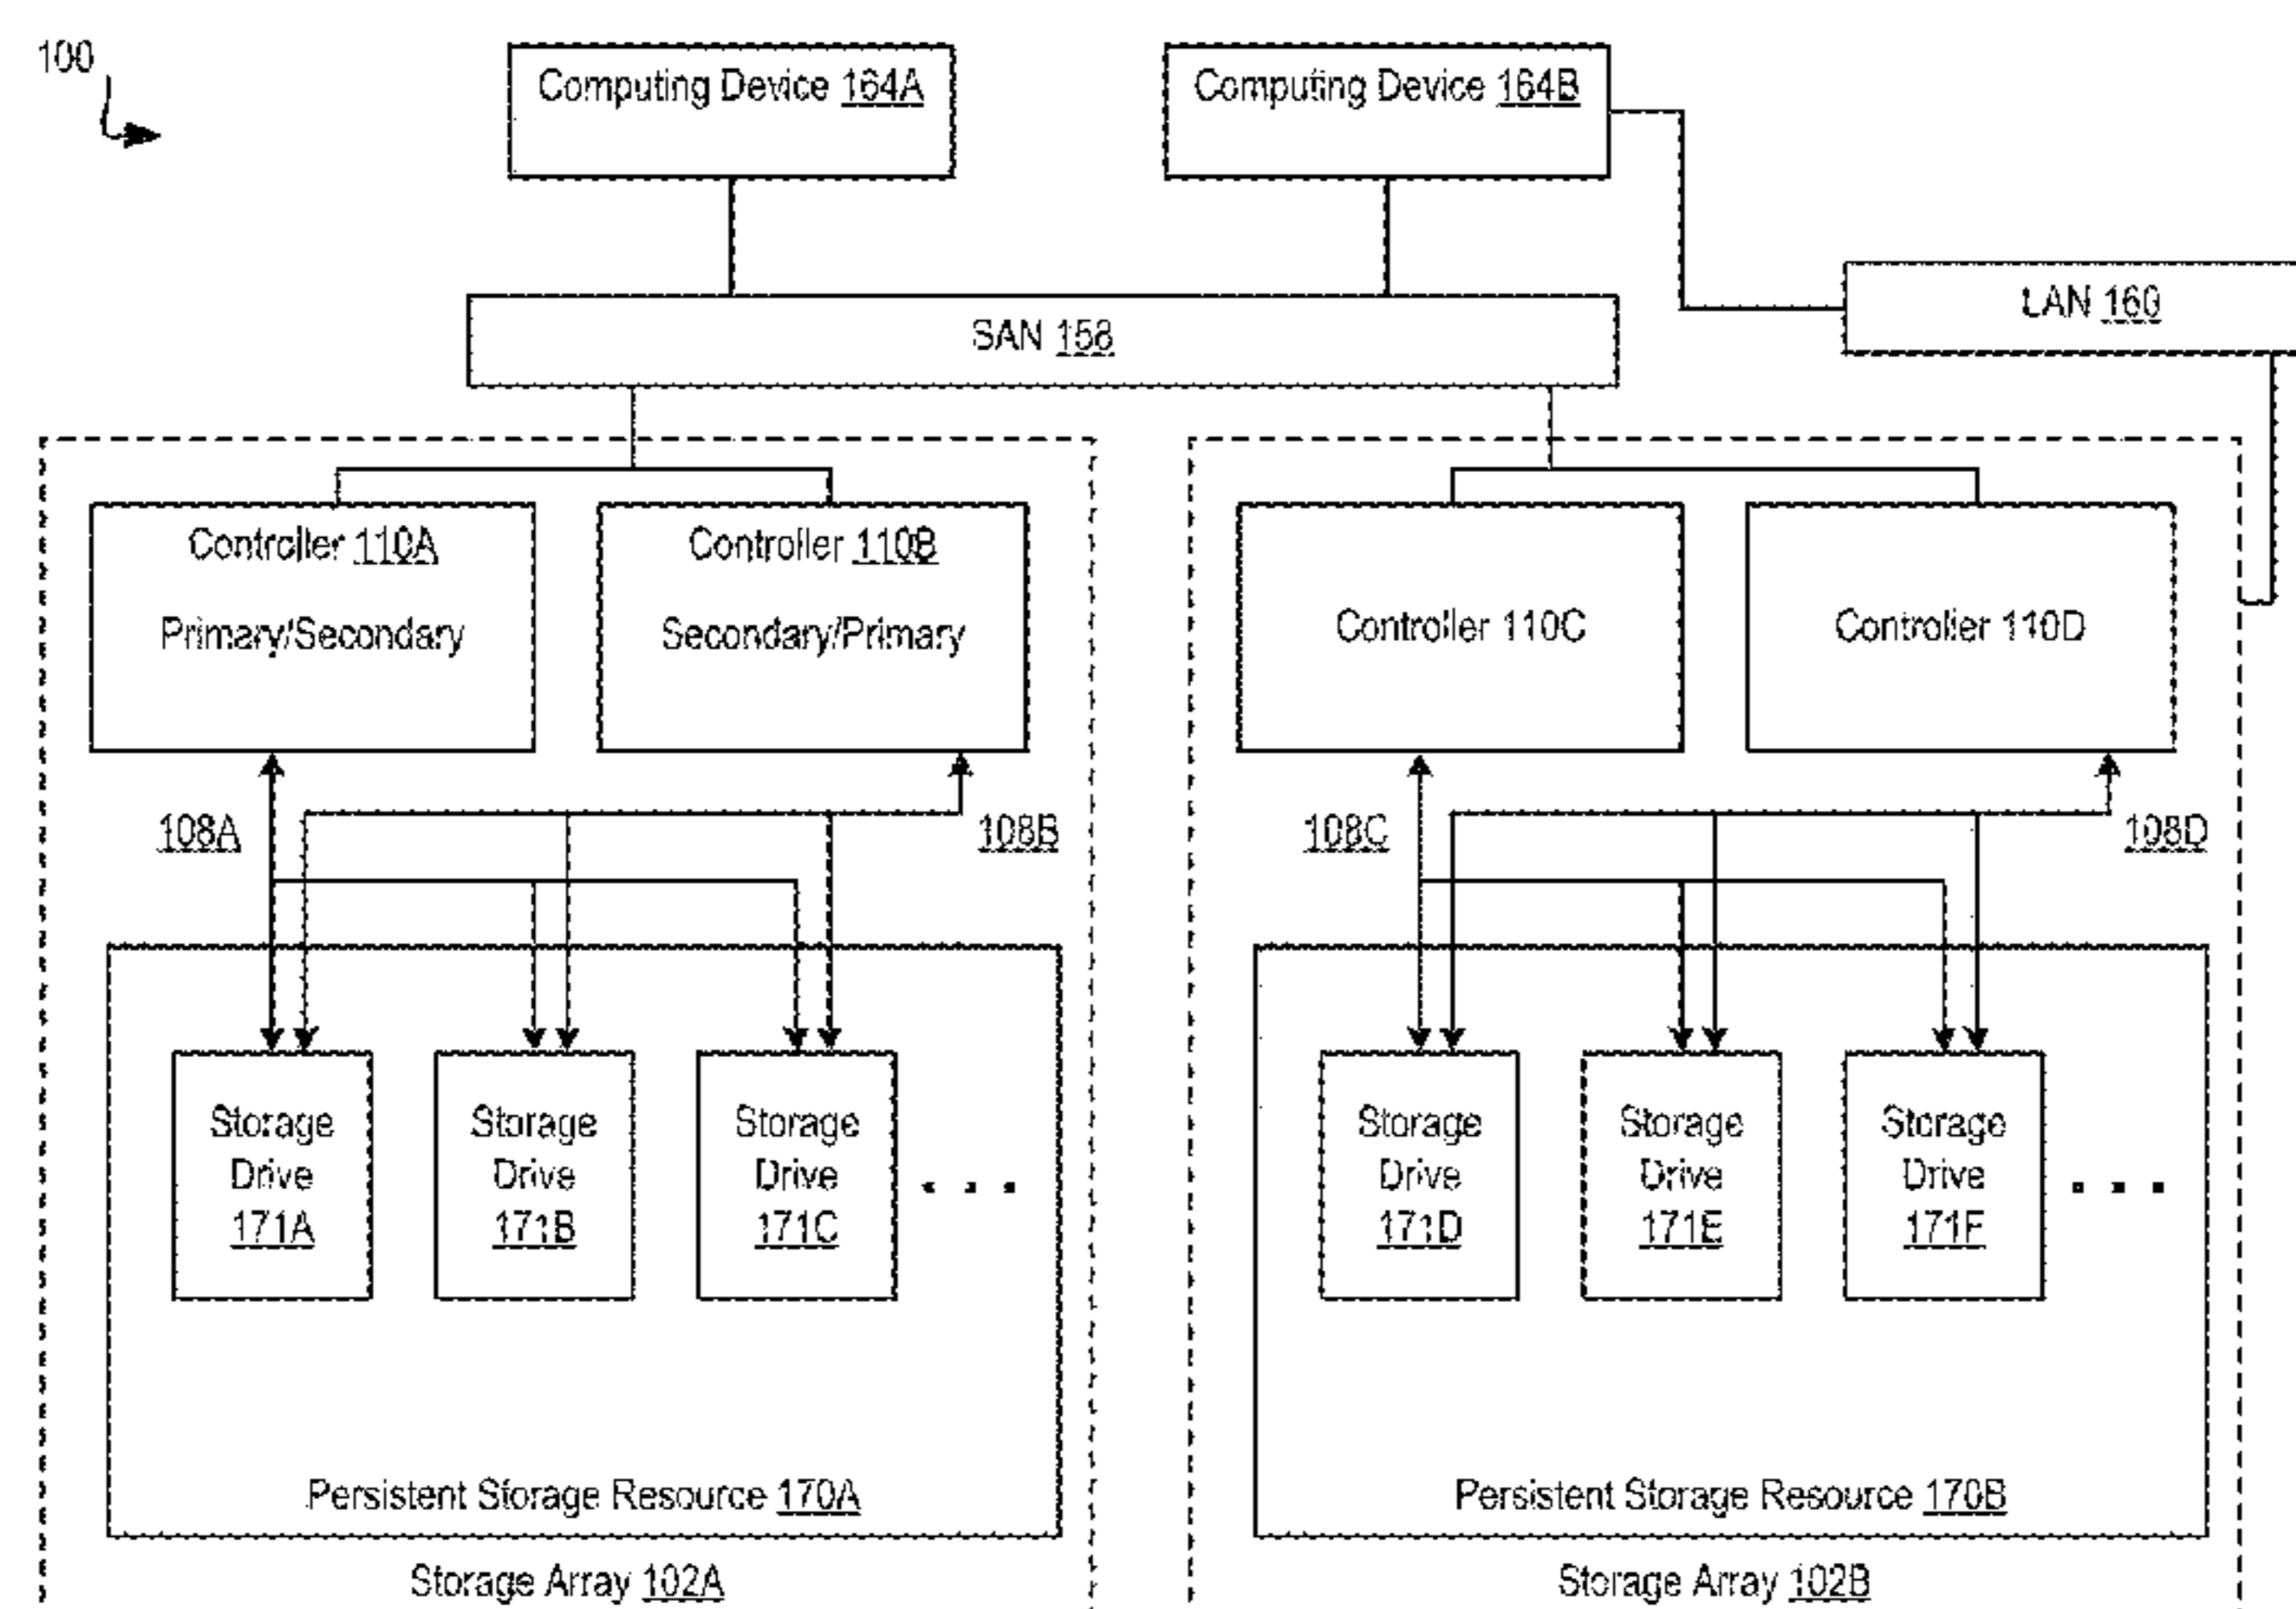 100
Computing Device 164A
Computing Device 164B
LAN 160
SAN 158
Controller 110A
Primary/Secondary
Controller 110B
Secondary/Primary
Controller 110C
Controller 110D
108A
108B
108C
108D
Storage
Drive
171A
Storage
Drive
171B
Storage
Drive
171C
. . .
Storage
Drive
171D
Storage
Drive
171E
Storage
Drive
171F
. . .
Persistent Storage Resource 170A
Persistent Storage Resource 170B
Storage Array 102A
Storage Array 102B